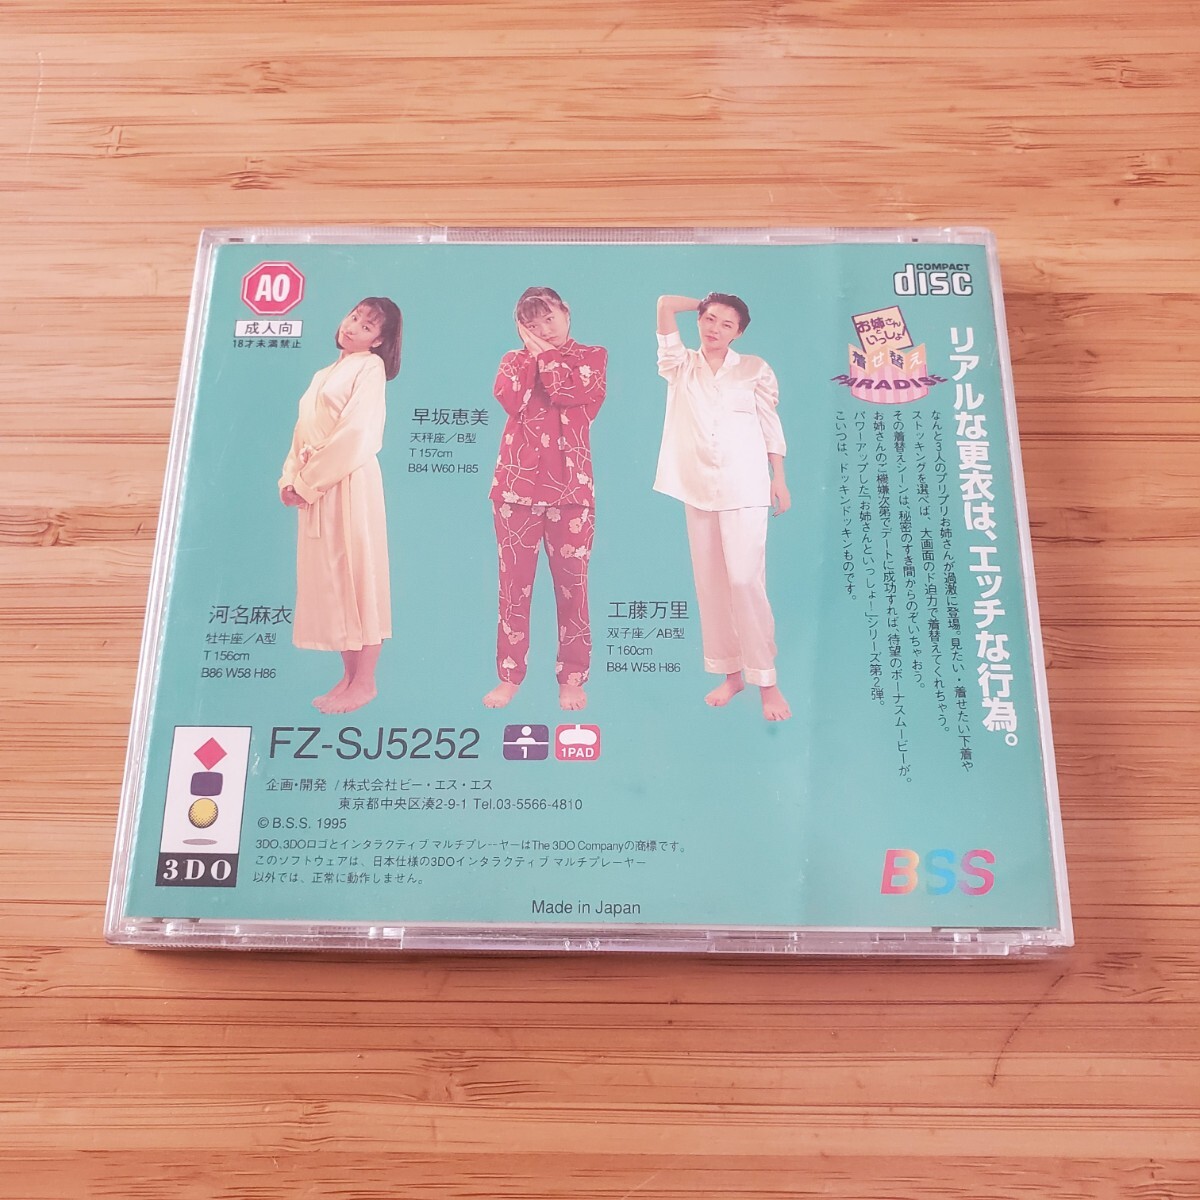 AO
成人向
18才未満禁止
COMPACT
disc
お姉さんと
いっしょ!
着せ替え
PARADISE
リアルな更衣は、エッチな行為。
なんと3人のプリプリお姉さんが過激に登場。見たい・着せたい下着や
ストッキングを選べば、大画面のド迫力で着替えてくれちゃう。
その着替えシーンは、秘密のすき間からのぞいちゃおう。
お姉さんのご機嫌次第でデートに成功すれば、待望のボーナスムービーが。
パワーアップした「お姉さんといっしょ!」シリーズ第2弾。
こいつは、ドッキンドッキンものです。
早坂恵美
天秤座/B型
T 157cm
B84 W60 H85
河名麻衣
牡牛座/A型
T 156cm
B86 W58 H86
工藤万里
双子座/AB型
T 160cm
B84 W58 H86
FZ-SJ5252
1
1PAD
企画・開発 / 株式会社ビー・エス・エス
東京都中央区湊2-9-1 Tel.03-5566-4810
© B.S.S. 1995
3DO、3DOロゴとインタラクティブ マルチプレーヤーはThe 3DO Companyの商標です。
このソフトウェアは、日本仕様の3DOインタラクティブ マルチプレーヤー
以外では、正常に動作しません。
3DO
BSS
Made in Japan